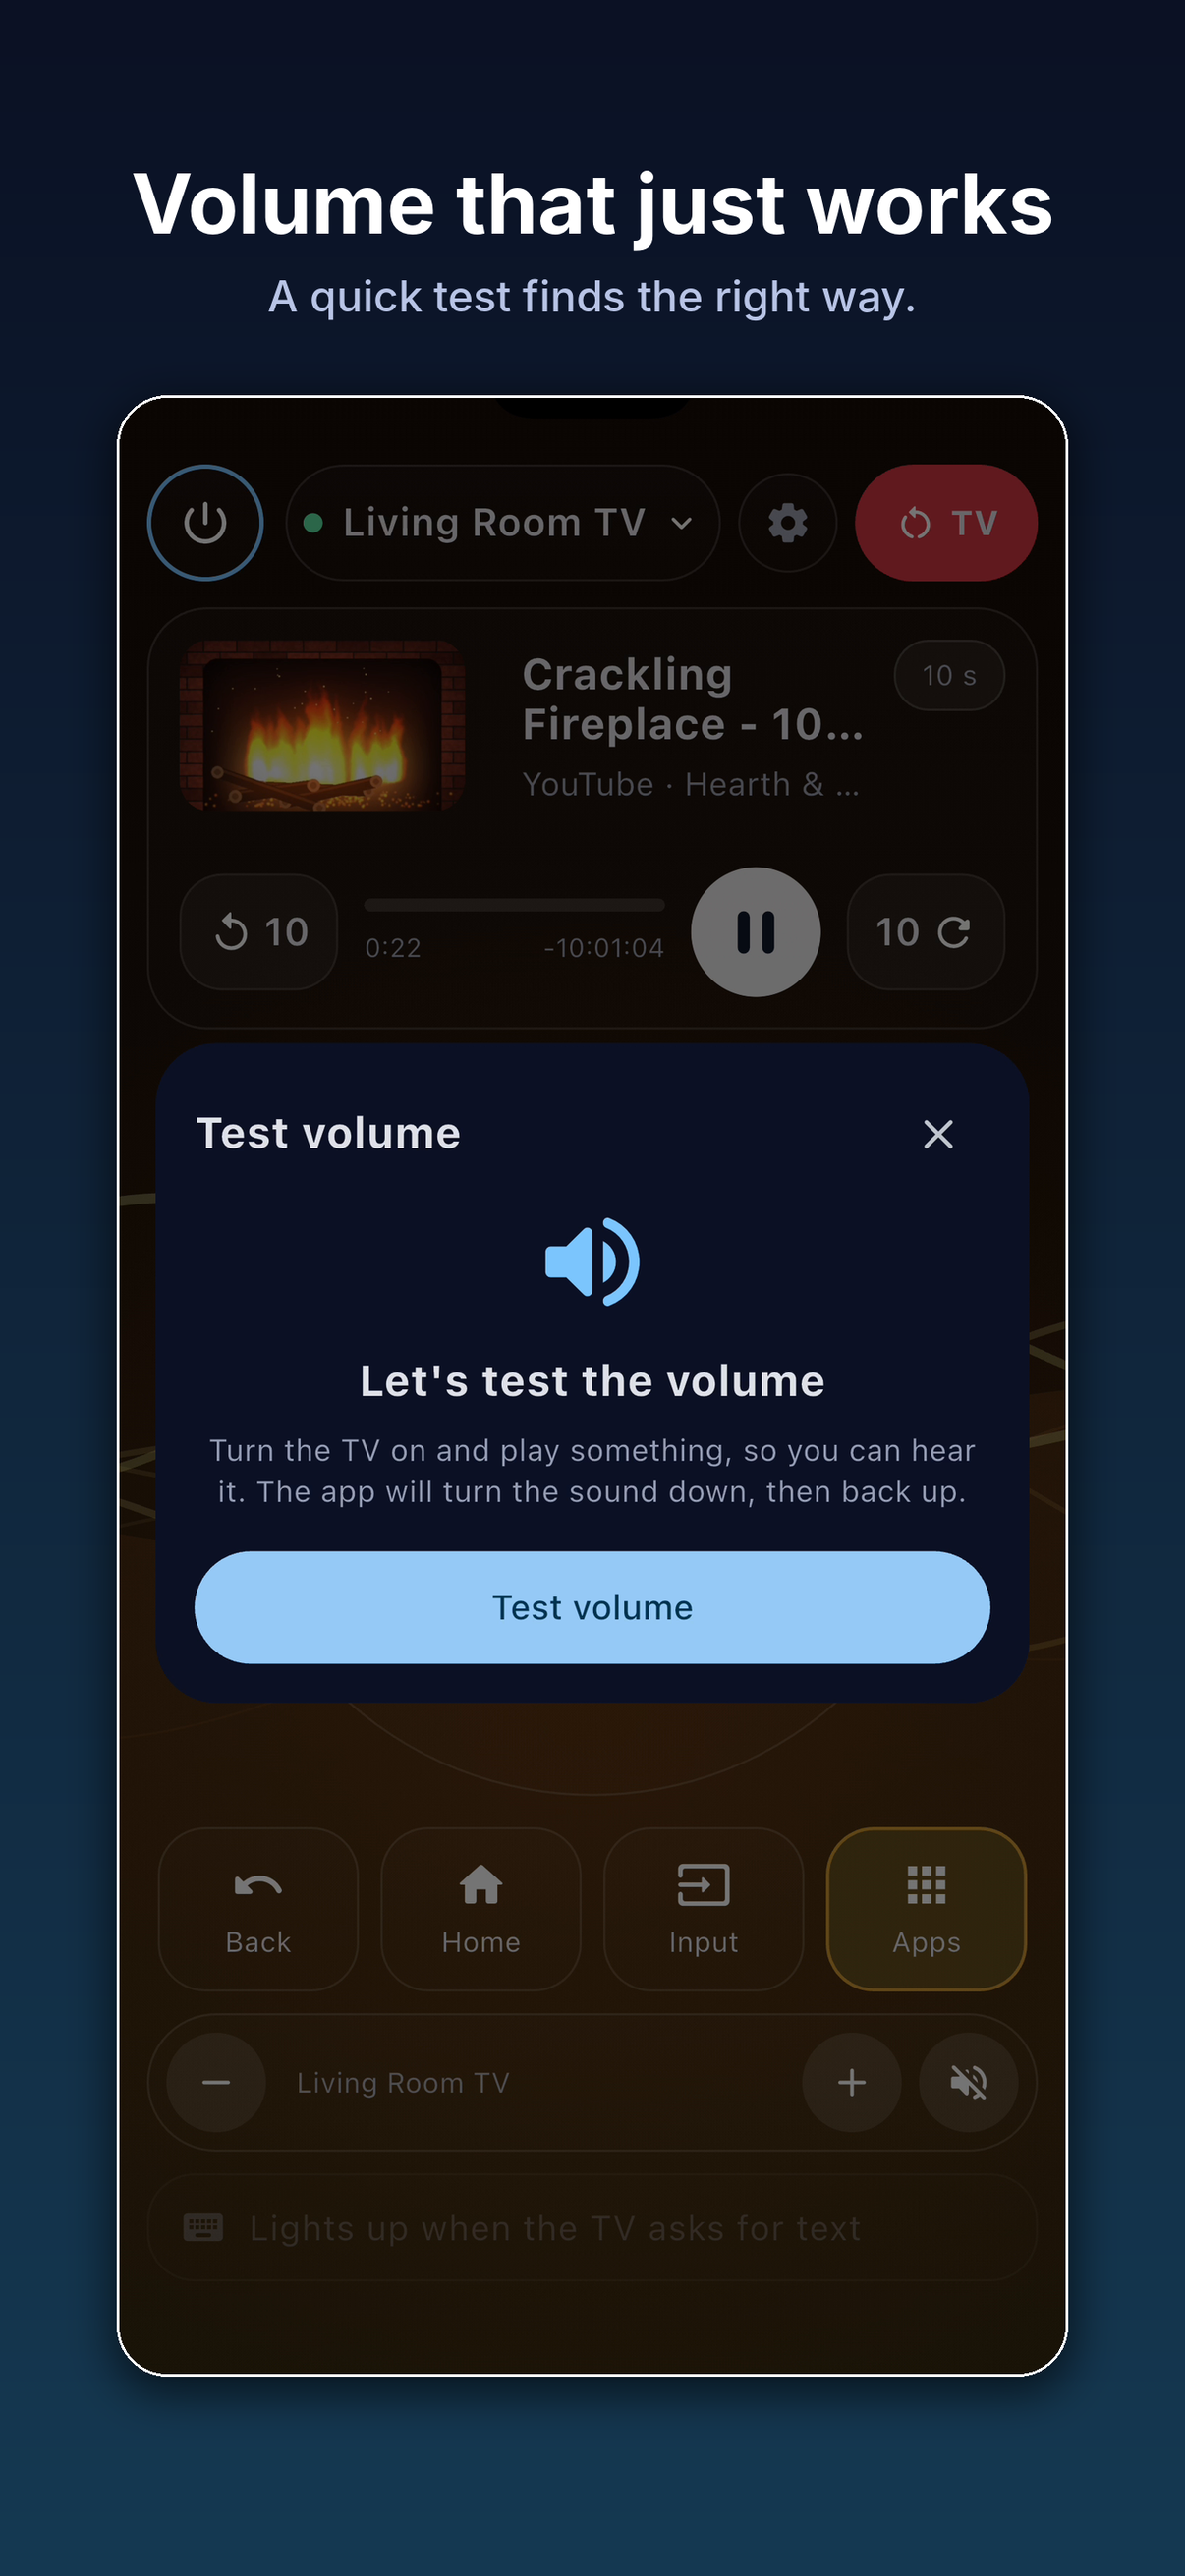 Volume that just works
A quick test finds the right way.
Living Room TV
TV
Crackling
Fireplace - 10...
10 s
YouTube · Hearth & ...
10
0:22
-10:01:04
10
Test volume
Let's test the volume
Turn the TV on and play something, so you can hear
it. The app will turn the sound down, then back up.
Test volume
Back
Home
Input
Apps
Living Room TV
Lights up when the TV asks for text